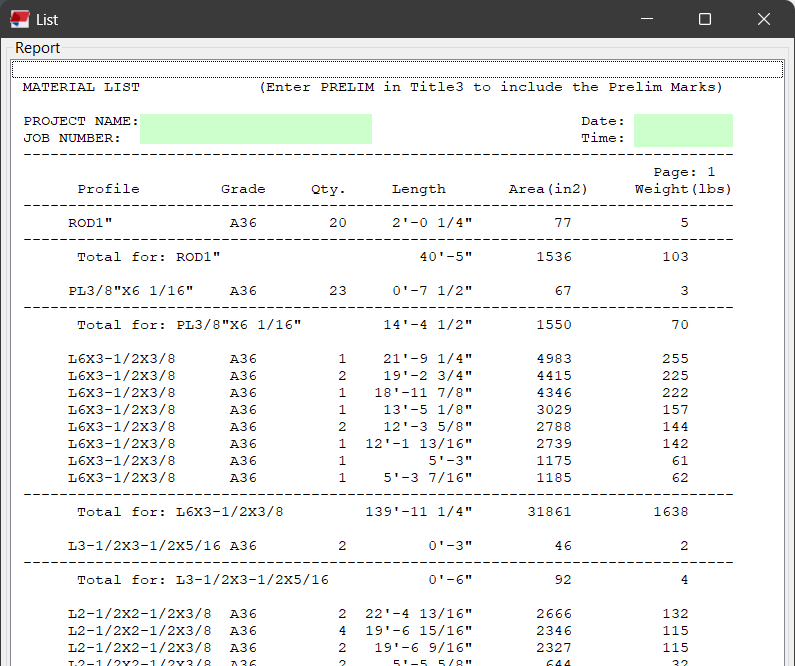 List
Report
MATERIAL LIST (Enter PRELIM in Title3 to include the Prelim Marks)
PROJECT NAME: Date:
JOB NUMBER: Time:
--------------------------------------------------------------------------------
Page: 1
Profile Grade Qty. Length Area(in2) Weight(lbs)
--------------------------------------------------------------------------------
ROD1" A36 20 2'-0 1/4" 77 5
--------------------------------------------------------------------------------
Total for: ROD1" 40'-5" 1536 103
PL3/8"X6 1/16" A36 23 0'-7 1/2" 67 3
--------------------------------------------------------------------------------
Total for: PL3/8"X6 1/16" 14'-4 1/2" 1550 70
L6X3-1/2X3/8 A36 1 21'-9 1/4" 4983 255
L6X3-1/2X3/8 A36 2 19'-2 3/4" 4415 225
L6X3-1/2X3/8 A36 1 18'-11 7/8" 4346 222
L6X3-1/2X3/8 A36 1 13'-5 1/8" 3029 157
L6X3-1/2X3/8 A36 2 12'-3 5/8" 2788 144
L6X3-1/2X3/8 A36 1 12'-1 13/16" 2739 142
L6X3-1/2X3/8 A36 1 5'-3" 1175 61
L6X3-1/2X3/8 A36 1 5'-3 7/16" 1185 62
--------------------------------------------------------------------------------
Total for: L6X3-1/2X3/8 139'-11 1/4" 31861 1638
L3-1/2X3-1/2X5/16 A36 2 0'-3" 46 2
--------------------------------------------------------------------------------
Total for: L3-1/2X3-1/2X5/16 0'-6" 92 4
L2-1/2X2-1/2X3/8 A36 2 22'-4 13/16" 2666 132
L2-1/2X2-1/2X3/8 A36 4 19'-6 15/16" 2346 115
L2-1/2X2-1/2X3/8 A36 2 19'-6 9/16" 2327 115
L2-1/2X2-1/2X3/8 A36 2 5'-5 5/8" 644 32